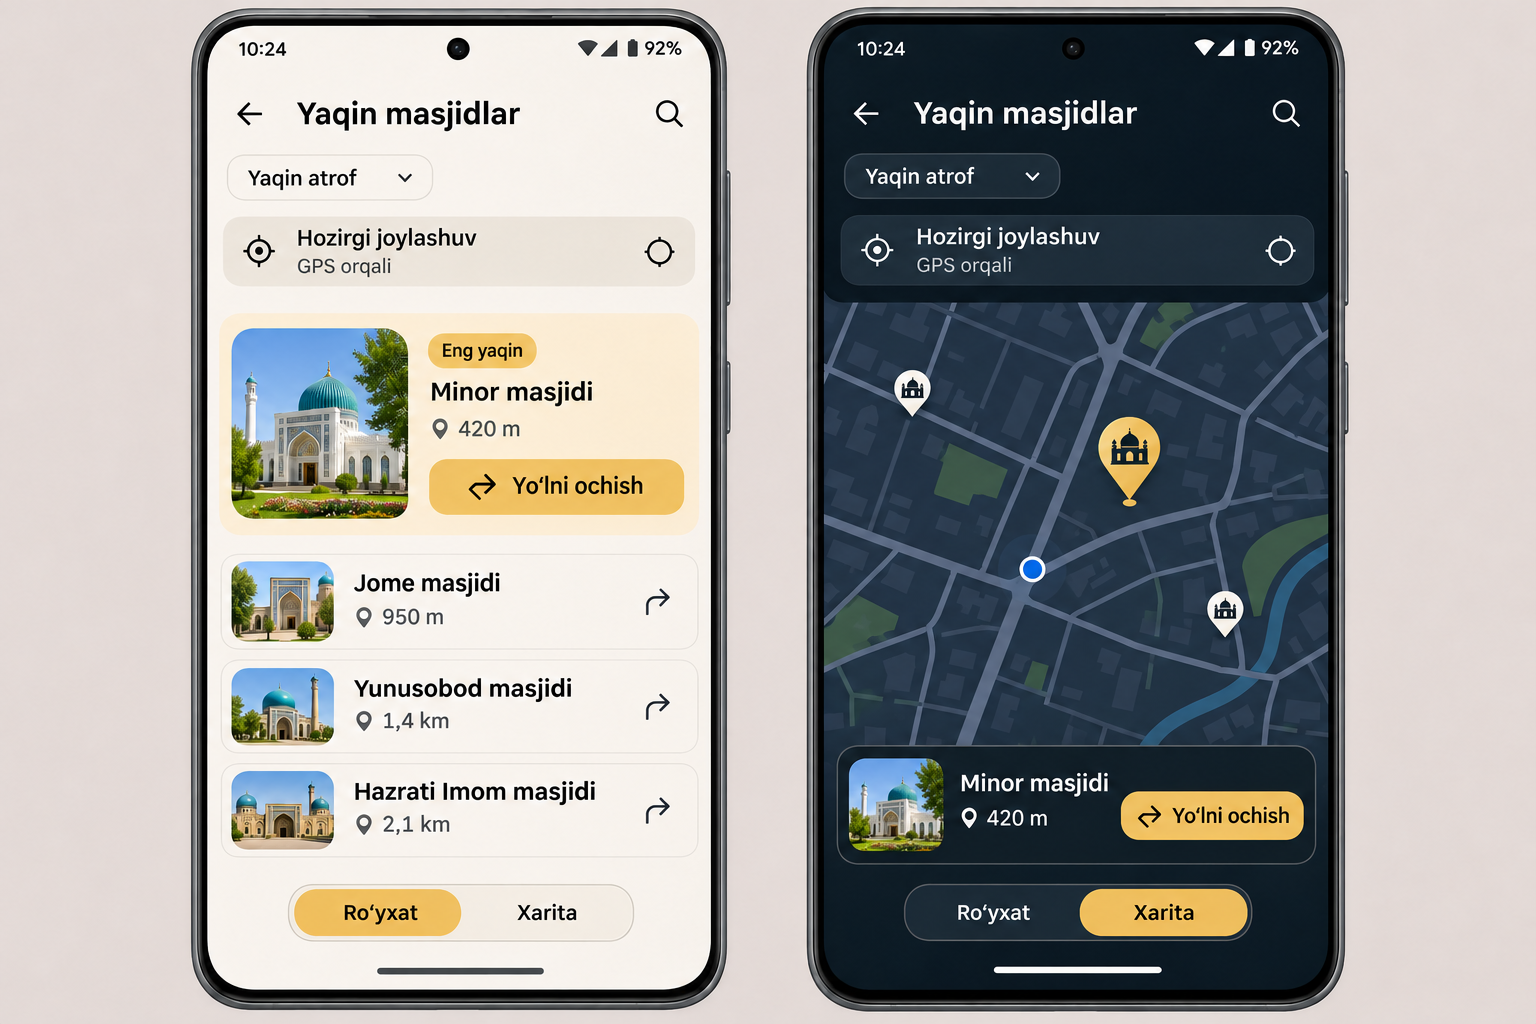 10:24
92%
Yaqin masjidlar
Yaqin atrof
Hozirgi joylashuv
GPS orqali
Eng yaqin
Minor masjidi
420 m
Yo‘lni ochish
Jome masjidi
950 m
Yunusobod masjidi
1,4 km
Hazrati Imom masjidi
2,1 km
Ro‘yxat
Xarita
10:24
92%
Yaqin masjidlar
Yaqin atrof
Hozirgi joylashuv
GPS orqali
Minor masjidi
420 m
Yo‘lni ochish
Ro‘yxat
Xarita